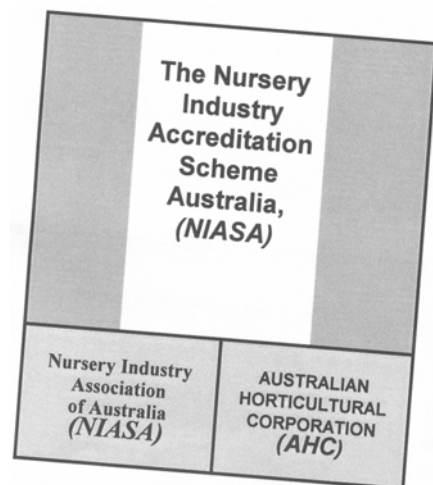 The Nursery
Industry
Accreditation
Scheme
Australia,
(NIASA)
Nursery Industry
Association
of Australia
(NIASA)
AUSTRALIAN
HORTICULTURAL
CORPORATION
(AHC)